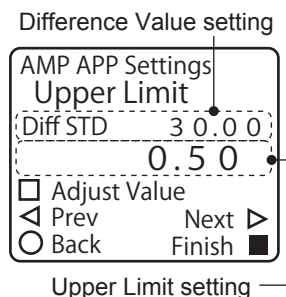 Difference Value setting
AMP APP Settings
Upper Limit
Diff STD 30.00
0.50
Adjust Value
Prev Next
Back Finish
Upper Limit setting